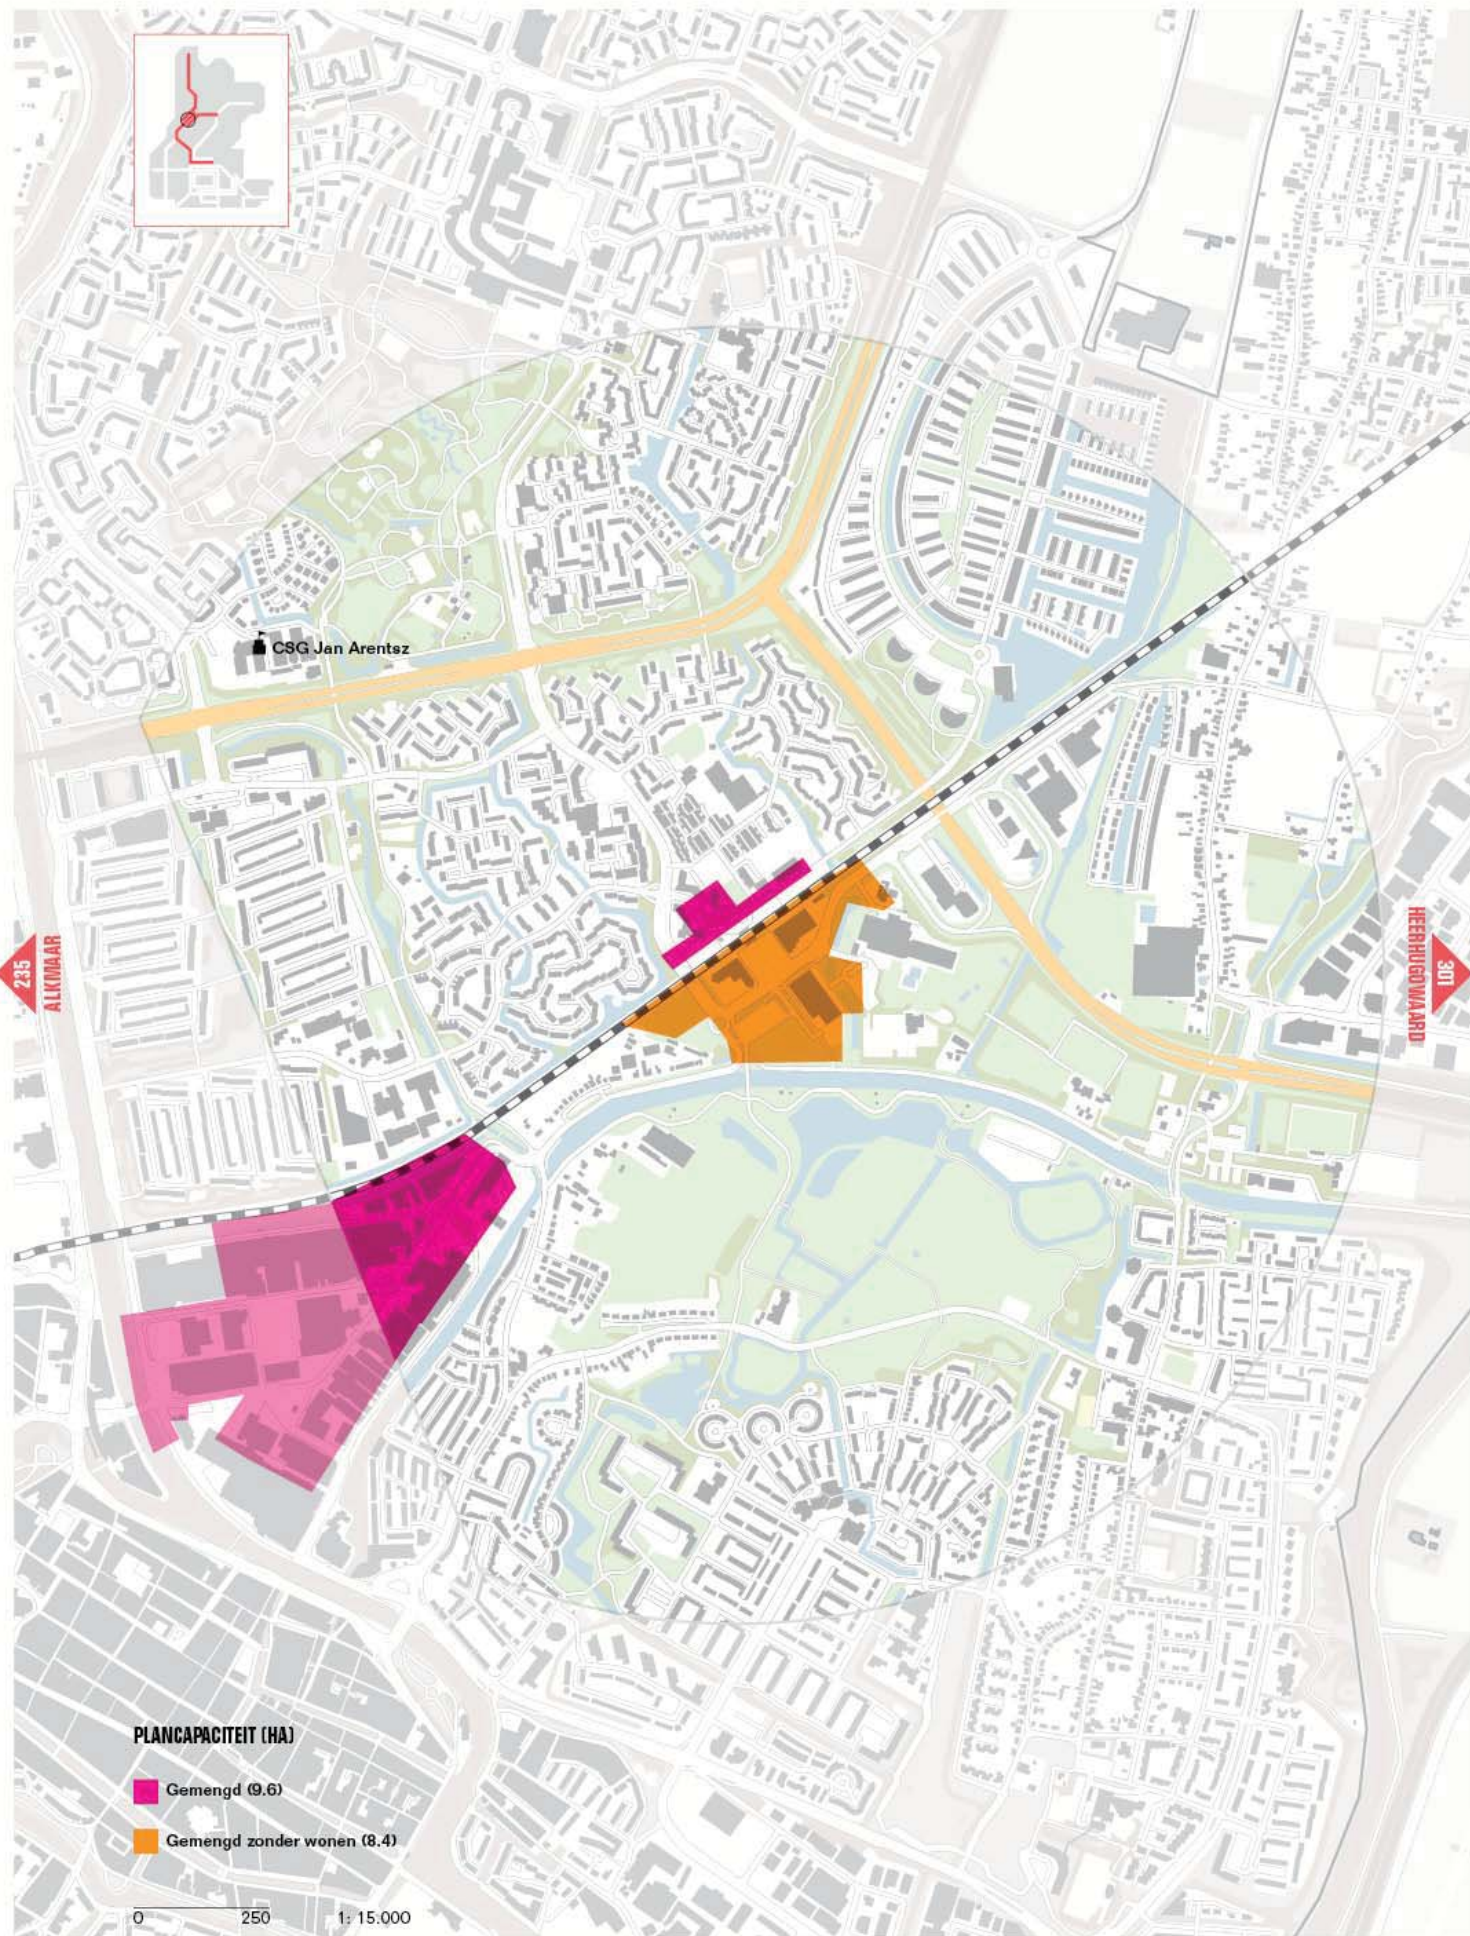 CSG Jan Arentsz
235
ALKMAAR
301
HEERHUGOWAARD
PLANCAPACITEIT (HA)
Gemengd (9.6)
Gemengd zonder wonen (8.4)
0 250 1: 15.000